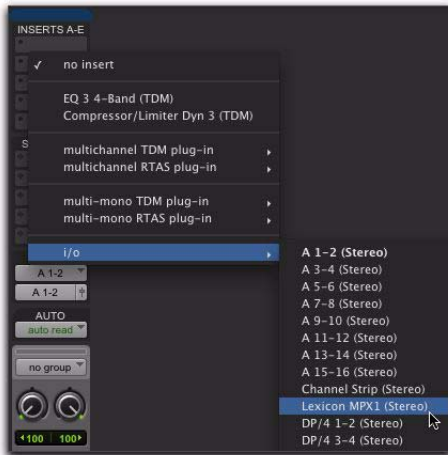 INSERTS A-E
✓ no insert
EQ 3 4-Band (TDM)
Compressor/Limiter Dyn 3 (TDM)
S
multichannel TDM plug-in
multichannel RTAS plug-in
multi-mono TDM plug-in
multi-mono RTAS plug-in
i/o
A 1-2 (Stereo)
A 3-4 (Stereo)
A 5-6 (Stereo)
A 7-8 (Stereo)
A 9-10 (Stereo)
A 11-12 (Stereo)
A 13-14 (Stereo)
A 15-16 (Stereo)
Channel Strip (Stereo)
Lexicon MPX1 (Stereo)
DP/4 1-2 (Stereo)
DP/4 3-4 (Stereo)
A 1-2
A 1-2
AUTO
auto read
no group
100 100